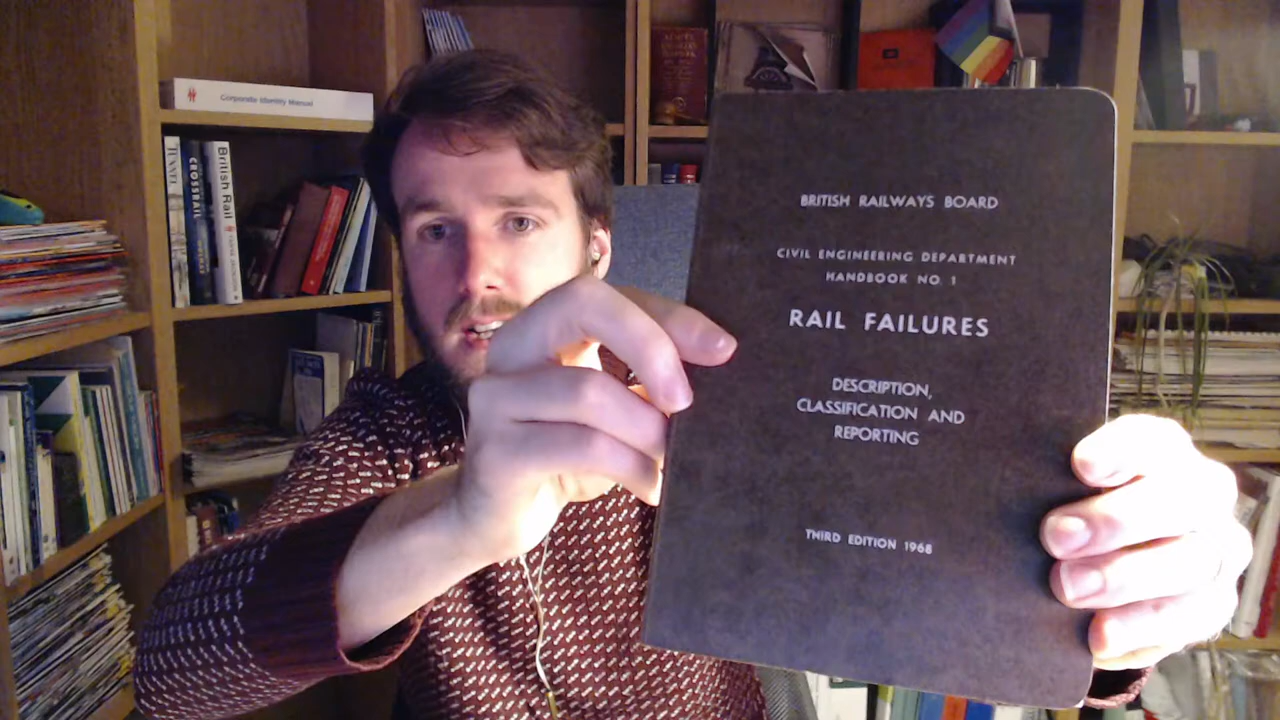 Corporate Identity Manual
TUNNEL
CROSSRAIL
British Rail
BRITISH RAILWAYS BOARD
CIVIL ENGINEERING DEPARTMENT
HANDBOOK NO. 1
RAIL FAILURES
DESCRIPTION,
CLASSIFICATION AND
REPORTING
THIRD EDITION 1968